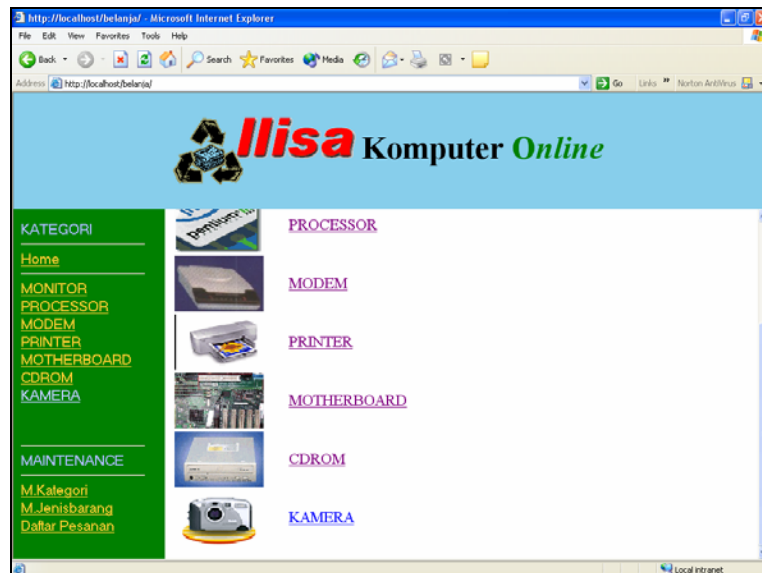 http://localhost/belanja/ - Microsoft Internet Explorer
File Edit View Favorites Tools Help
Back Search Favorites Media
Address http://localhost/belanja/ Go Links » Norton AntiVirus
Ilisa Komputer Online
KATEGORI
Home
MONITOR
PROCESSOR
MODEM
PRINTER
MOTHERBOARD
CDROM
KAMERA
MAINTENANCE
M.Kategori
M.Jenisbarang
Daftar Pesanan
pentium
PROCESSOR
MODEM
PRINTER
MOTHERBOARD
CDROM
KAMERA
Local intranet